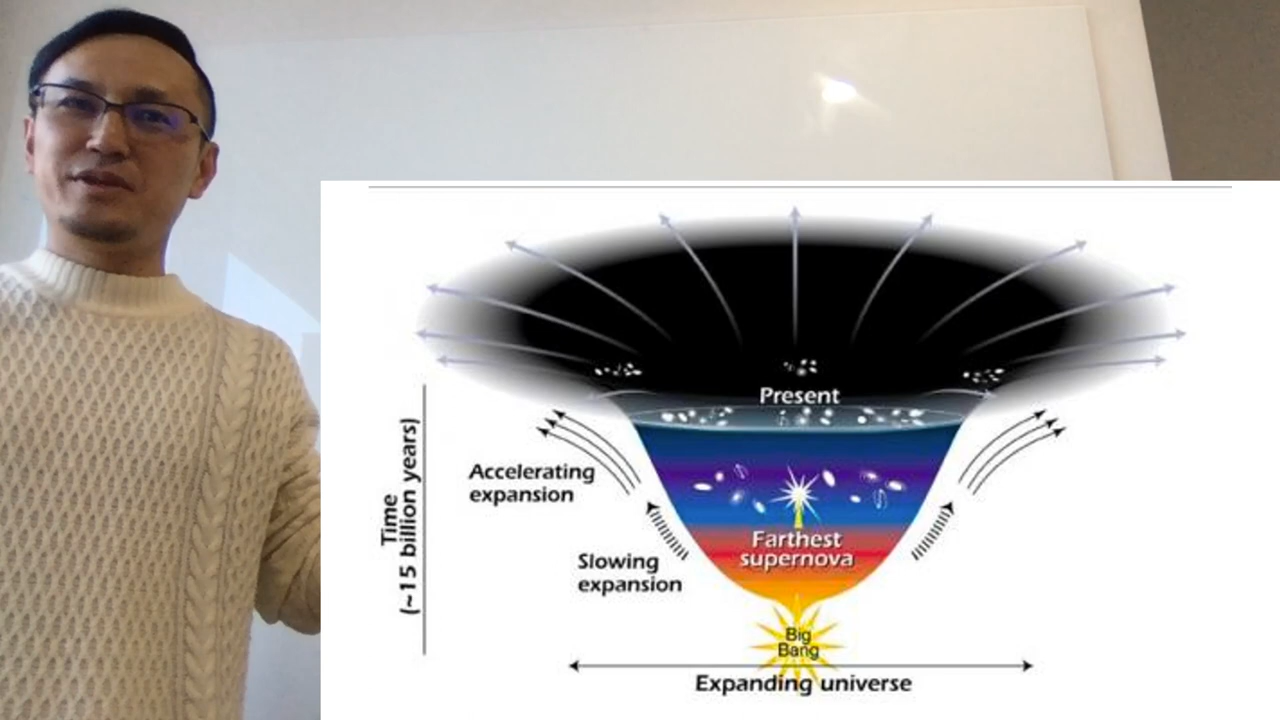 Present
Accelerating
expansion
Farthest
supernova
Slowing
expansion
Time
(~15 billion years)
Big
Bang
Expanding universe